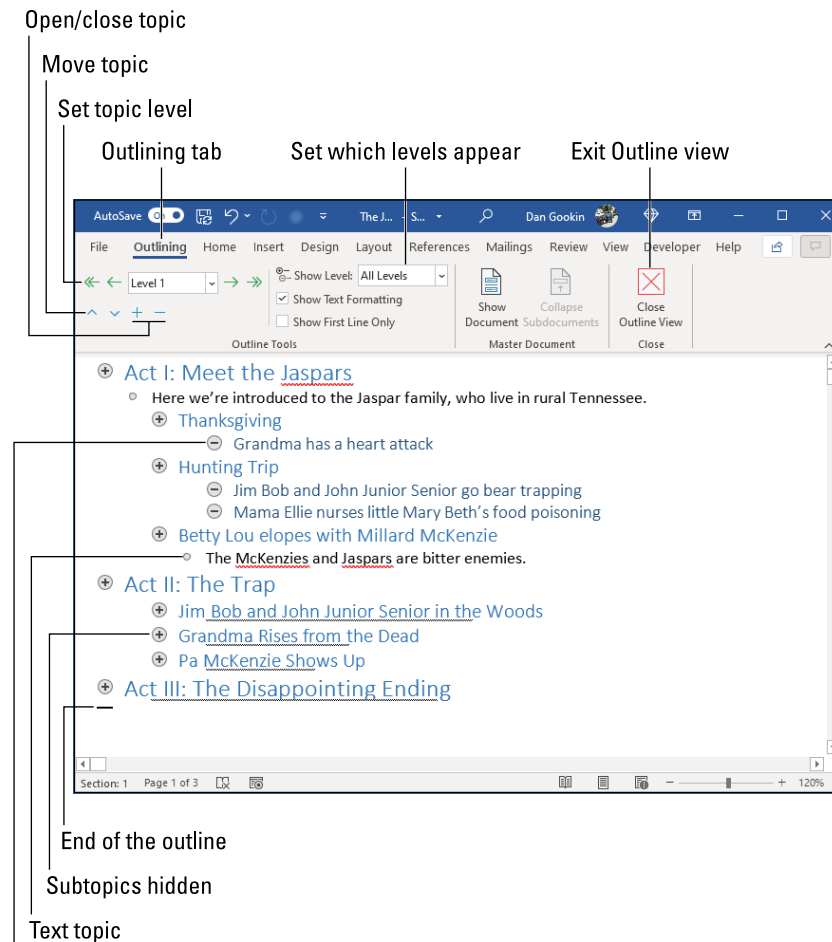 Open/close topic
Move topic
Set topic level
Outlining tab Set which levels appear Exit Outline view
AutoSave On The J... - S... Dan Gookin
File Outlining Home Insert Design Layout References Mailings Review View Developer Help
Level 1 Show Level: All Levels
Show Text Formatting
Show First Line Only
Show Document
Collapse Subdocuments
Close Outline View
Outline Tools Master Document Close
Act I: Meet the Jaspars
Here we’re introduced to the Jaspar family, who live in rural Tennessee.
Thanksgiving
Grandma has a heart attack
Hunting Trip
Jim Bob and John Junior Senior go bear trapping
Mama Ellie nurses little Mary Beth’s food poisoning
Betty Lou elopes with Millard McKenzie
The McKenzies and Jaspars are bitter enemies.
Act II: The Trap
Jim Bob and John Junior Senior in the Woods
Grandma Rises from the Dead
Pa McKenzie Shows Up
Act III: The Disappointing Ending
Section: 1 Page 1 of 3 120%
End of the outline
Subtopics hidden
Text topic